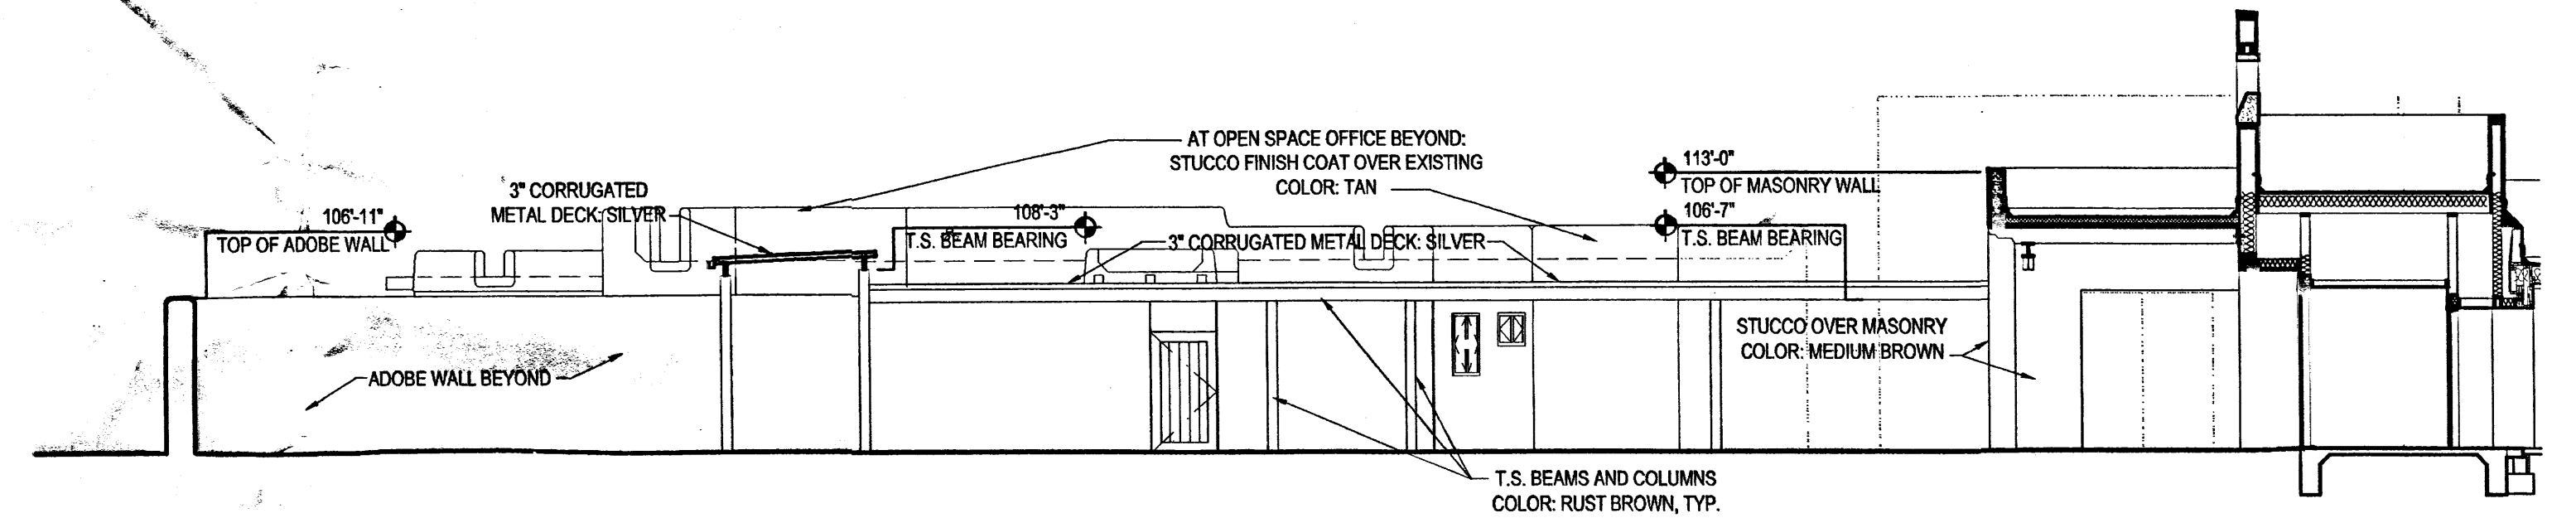 AT OPEN SPACE OFFICE BEYOND:
STUCCO FINISH COAT OVER EXISTING
COLOR: TAN
113'-0"
TOP OF MASONRY WALL
3" CORRUGATED
METAL DECK: SILVER
106'-11"
TOP OF ADOBE WALL
108'-3"
T.S. BEAM BEARING
106'-7"
T.S. BEAM BEARING
3" CORRUGATED METAL DECK: SILVER
STUCCO OVER MASONRY
COLOR: MEDIUM BROWN
ADOBE WALL BEYOND
T.S. BEAMS AND COLUMNS
COLOR: RUST BROWN, TYP.